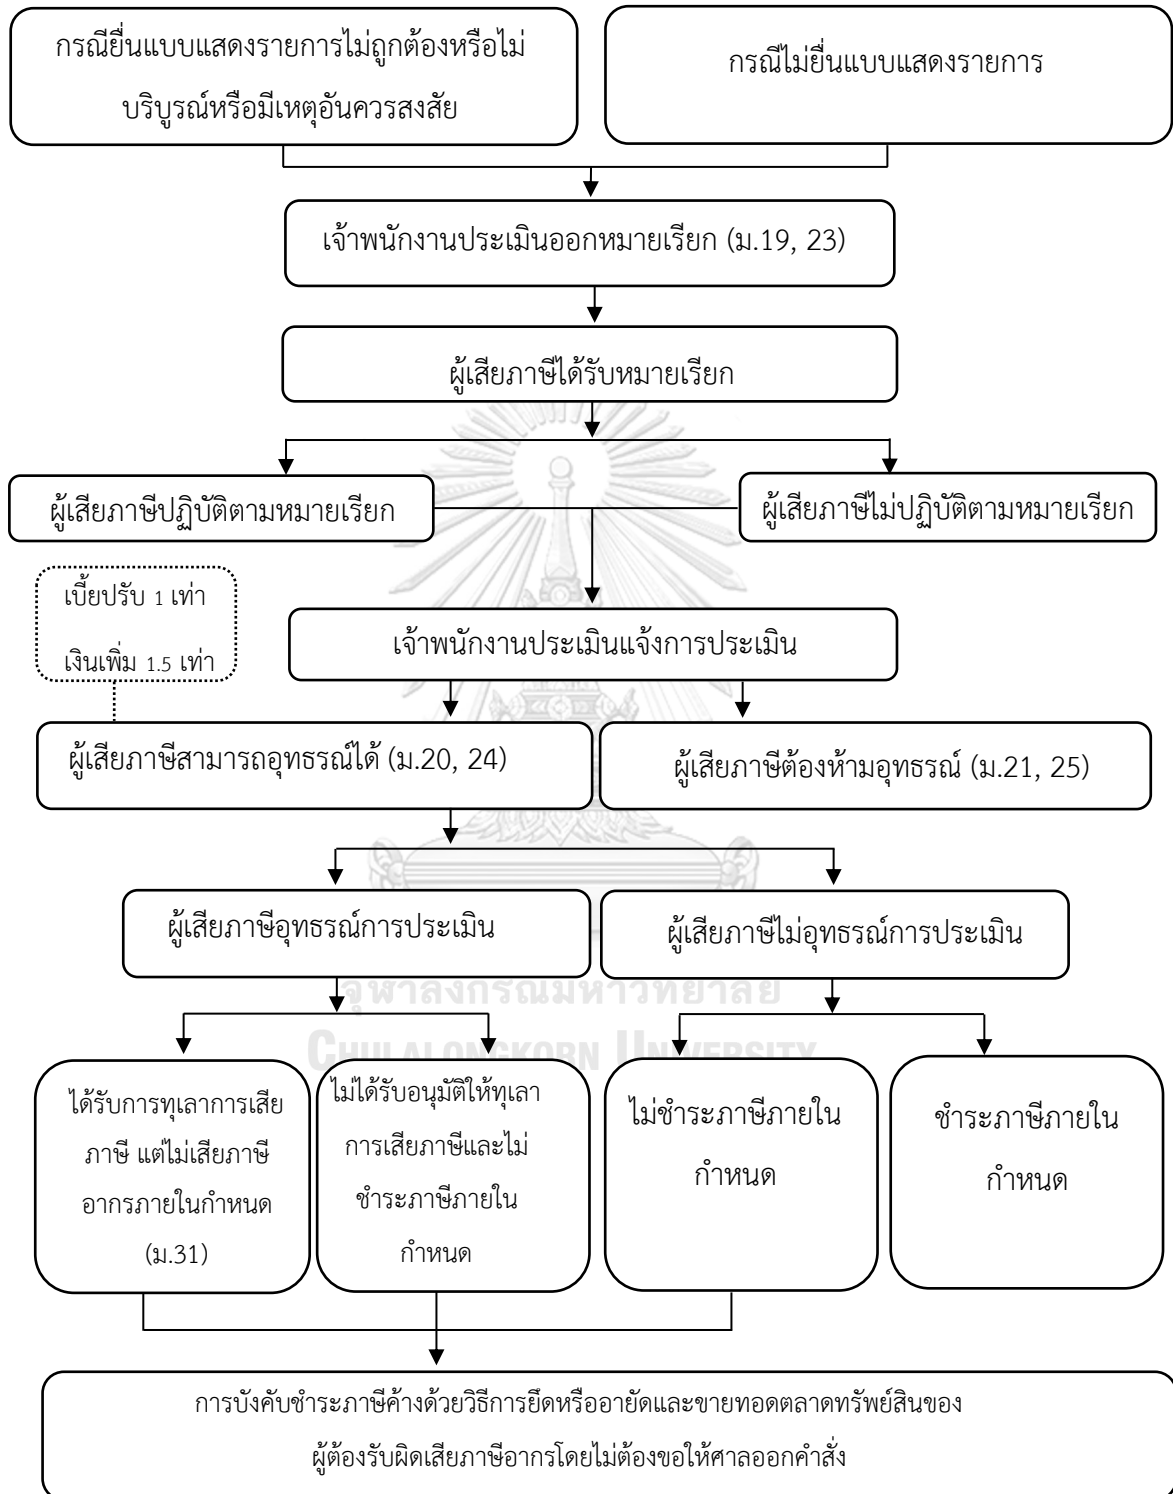 กรณียื่นแบบแสดงรายการไม่ถูกต้องหรือไม่
บริบูรณ์หรือมีเหตุอันควรสงสัย
กรณีไม่ยื่นแบบแสดงรายการ
เจ้าพนักงานประเมินออกหมายเรียก (ม.19, 23)
ผู้เสียภาษีได้รับหมายเรียก
ผู้เสียภาษีปฏิบัติตามหมายเรียก
ผู้เสียภาษีไม่ปฏิบัติตามหมายเรียก
เบี้ยปรับ 1 เท่า
เงินเพิ่ม 1.5 เท่า
เจ้าพนักงานประเมินแจ้งการประเมิน
ผู้เสียภาษีสามารถอุทธรณ์ได้ (ม.20, 24)
ผู้เสียภาษีต้องห้ามอุทธรณ์ (ม.21, 25)
ผู้เสียภาษีอุทธรณ์การประเมิน
ผู้เสียภาษีไม่อุทธรณ์การประเมิน
จุฬาลงกรณ์มหาวิทยาลัย
CHULALONGKORN UNIVERSITY
ได้รับการทุเลาการเสีย
ภาษี แต่ไม่เสียภาษี
อากรภายในกำหนด
(ม.31)
ไม่ได้รับอนุมัติให้ทุเลา
การเสียภาษีและไม่
ชำระภาษีภายใน
กำหนด
ไม่ชำระภาษีภายใน
กำหนด
ชำระภาษีภายใน
กำหนด
การบังคับชำระภาษีค้างด้วยวิธีการยึดหรืออายัดและขายทอดตลาดทรัพย์สินของ
ผู้ต้องรับผิดเสียภาษีอากรโดยไม่ต้องขอให้ศาลออกคำสั่ง